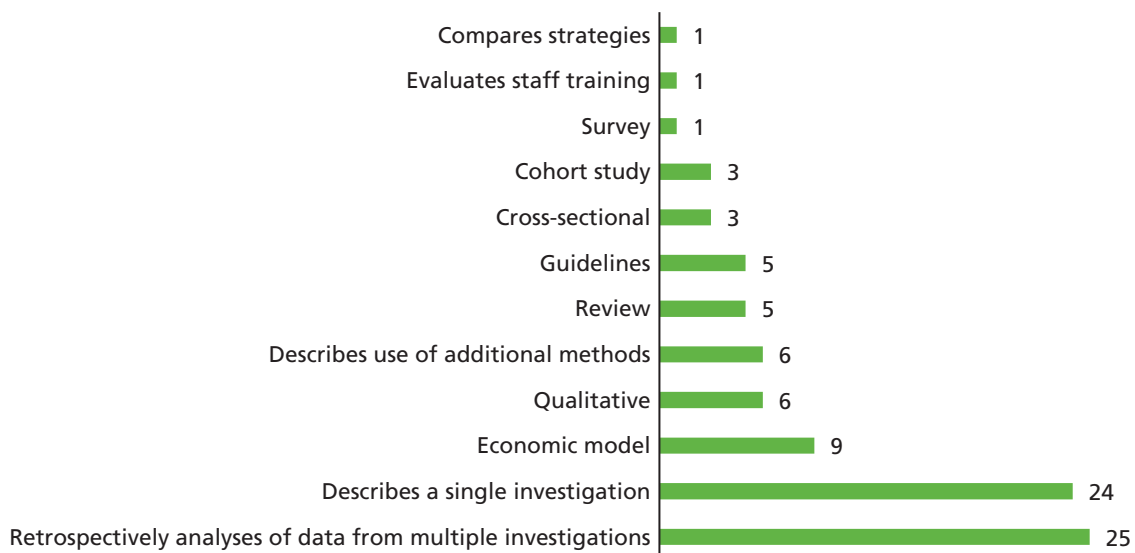 Compares strategies 1
Evaluates staff training 1
Survey 1
Cohort study 3
Cross-sectional 3
Guidelines 5
Review 5
Describes use of additional methods 6
Qualitative 6
Economic model 9
Describes a single investigation 24
Retrospectively analyses of data from multiple investigations 25